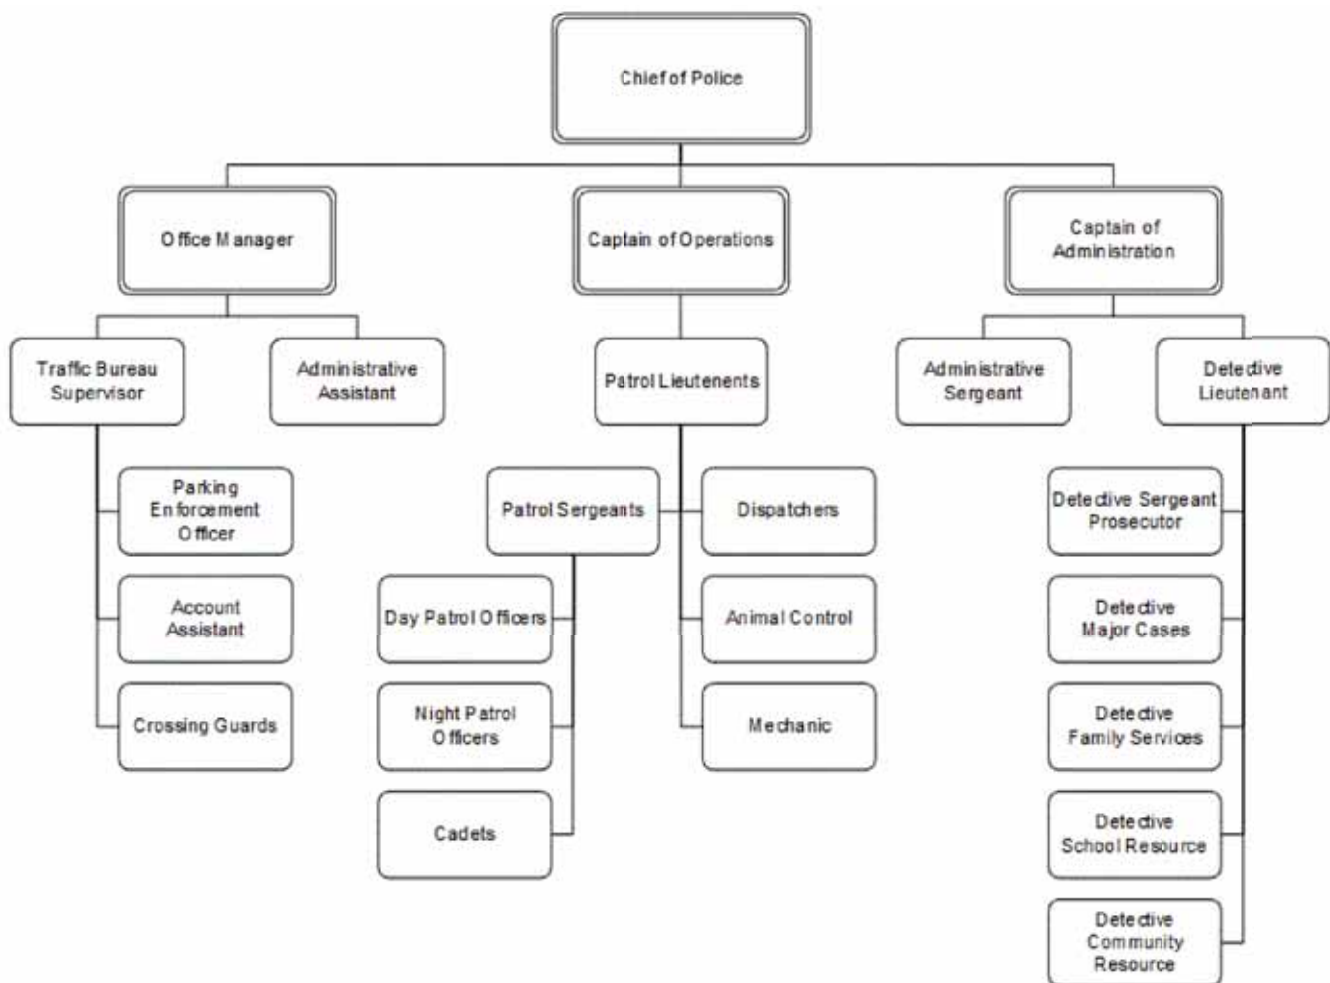 Chief of Police
Office Manager
Captain of Operations
Captain of
Administration
Traffic Bureau
Supervisor
Administrative
Assistant
Patrol Lieutenents
Administrative
Sergeant
Detective
Lieutenant
Parking
Enforcement
Officer
Patrol Sergeants
Dispatchers
Detective Sergeant
Prosecutor
Account
Assistant
Day Patrol Officers
Animal Control
Detective
Major Cases
Crossing Guards
Night Patrol
Officers
Mechanic
Detective
Family Services
Cadets
Detective
School Resource
Detective
Community
Resource